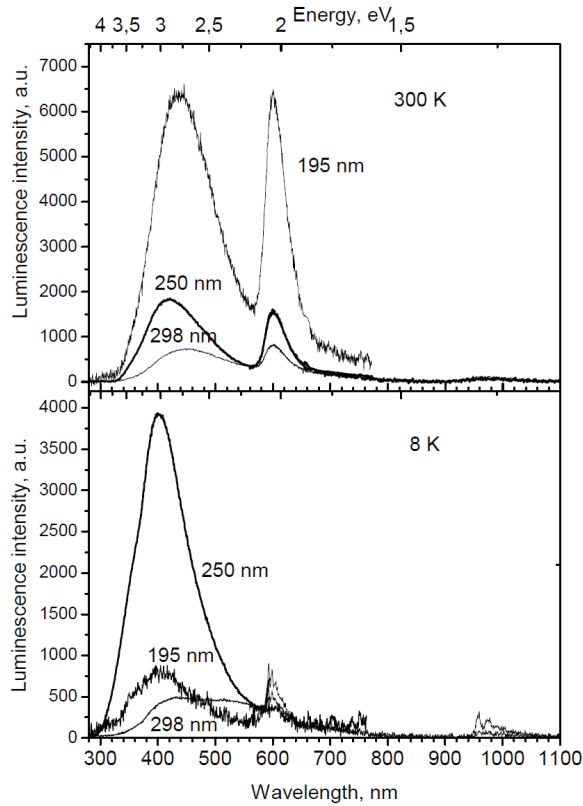 Energy, eV
4 3,5 3 2,5 2 1,5
Luminescence intensity, a.u.
7000
6000
5000
4000
3000
2000
1000
0
300 K
195 nm
250 nm
298 nm
Luminescence intensity, a.u.
4000
3500
3000
2500
2000
1500
1000
500
0
8 K
250 nm
195 nm
298 nm
300 400 500 600 700 800 900 1000 1100
Wavelength, nm